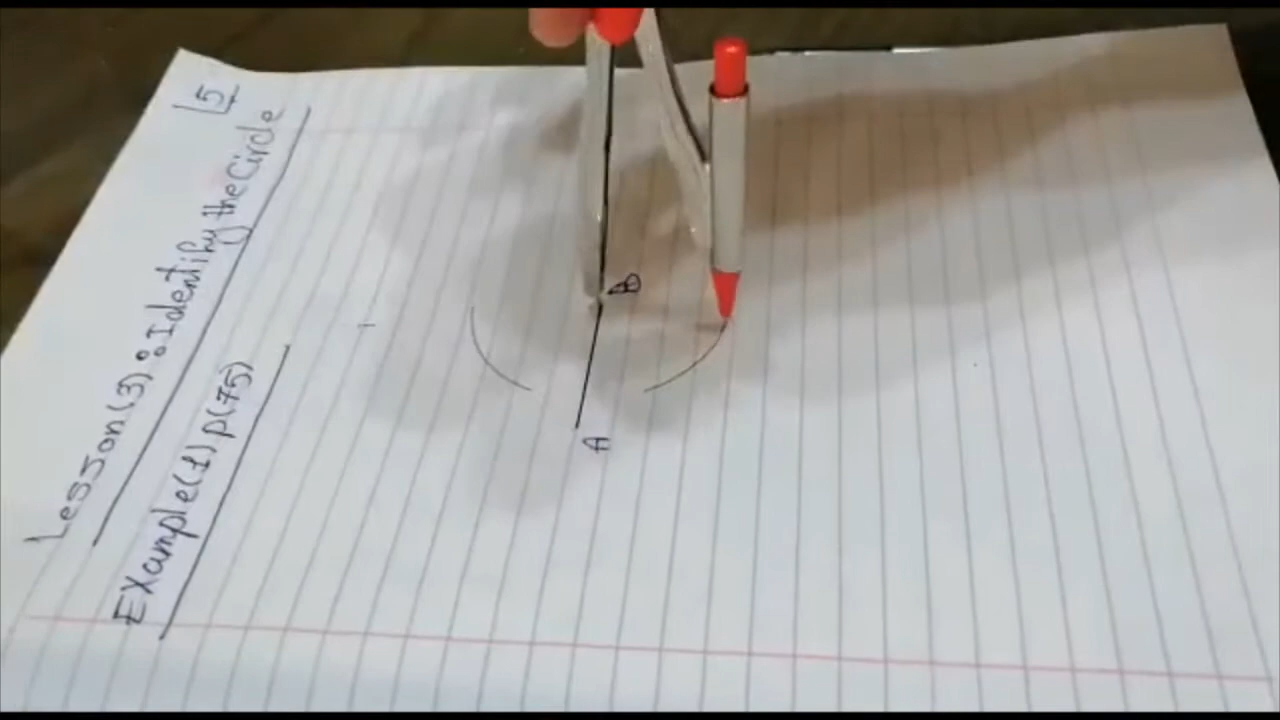 5
Lesson(3): Identify the circle
Example(1) p(75)
B
A